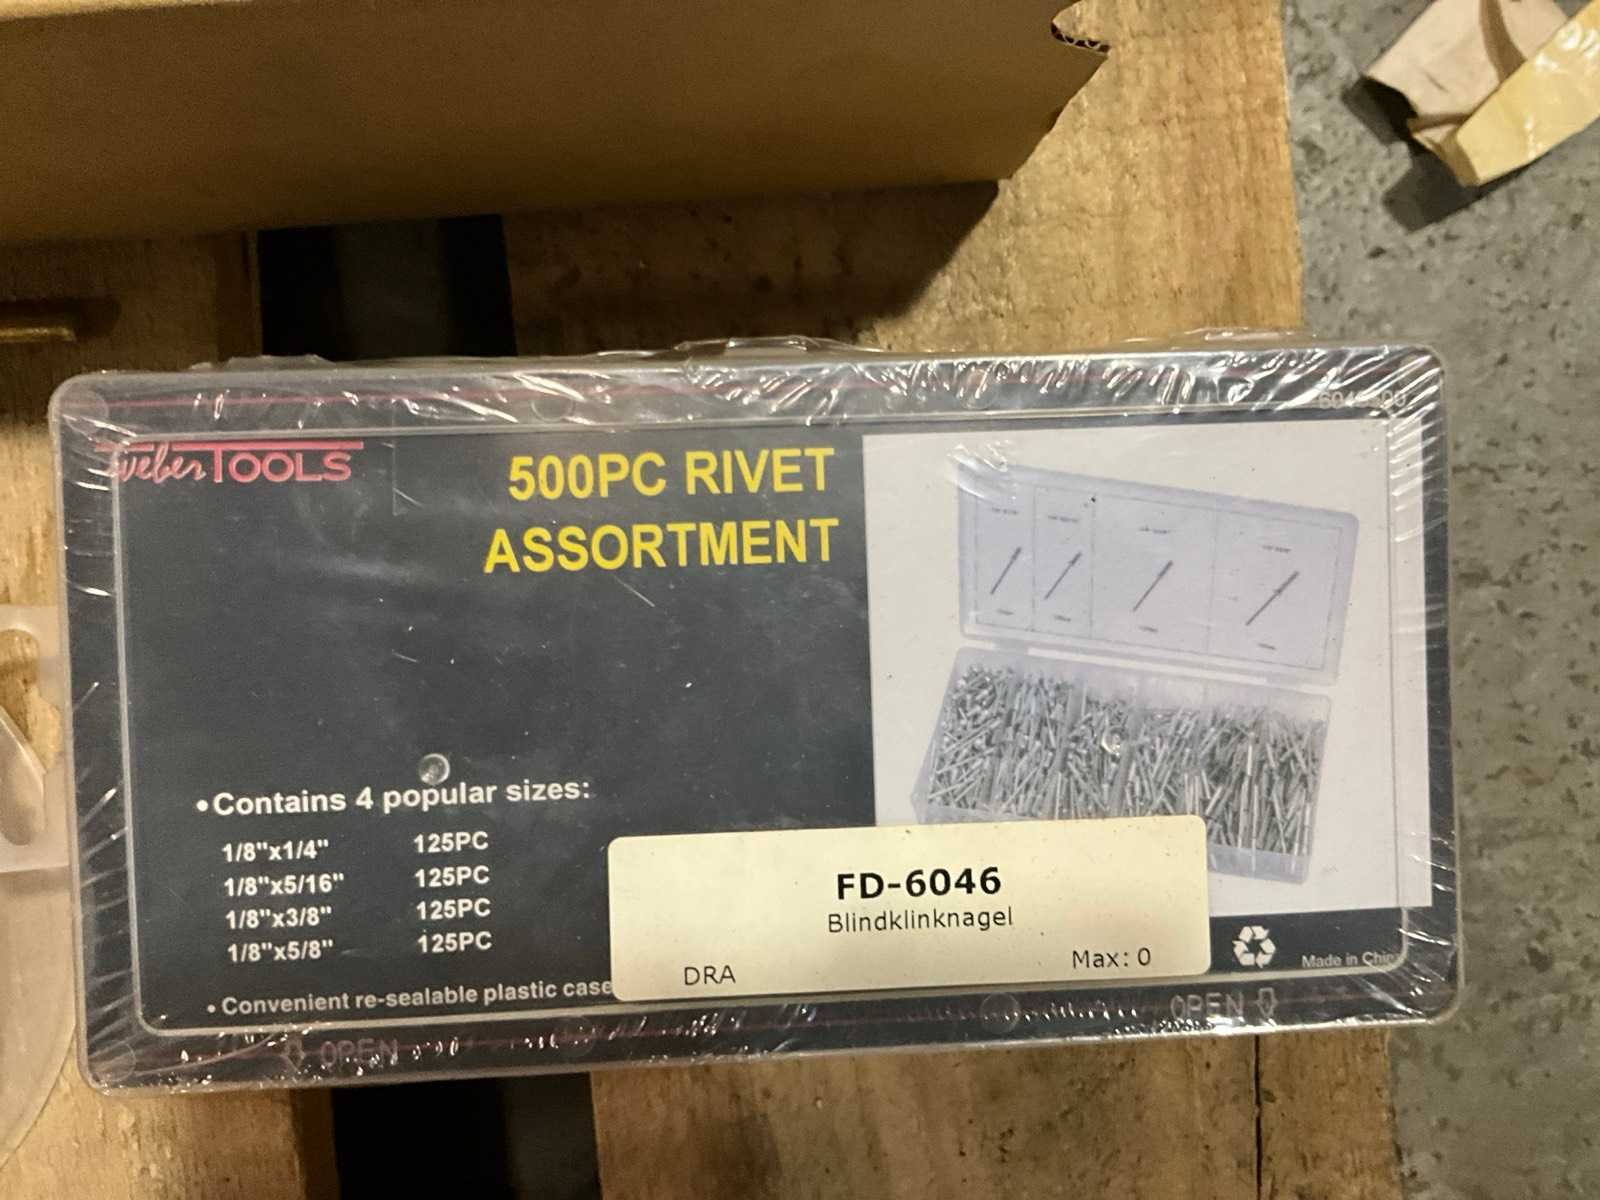 weber TOOLS
500PC RIVET
ASSORTMENT
•Contains 4 popular sizes:
1/8"x1/4" 125PC
1/8"x5/16" 125PC
1/8"x3/8" 125PC
1/8"x5/8" 125PC
•Convenient re-sealable plastic case
FD-6046
Blindklinknagel
DRA Max: 0
Made in China
OPEN
OPEN